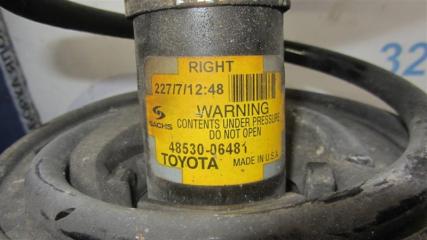 RIGHT
227/7/12:48
SACHS
WARNING
CONTENTS UNDER PRESSURE
DO NOT OPEN
48530-06481
TOYOTA MADE IN U.S.A.
32